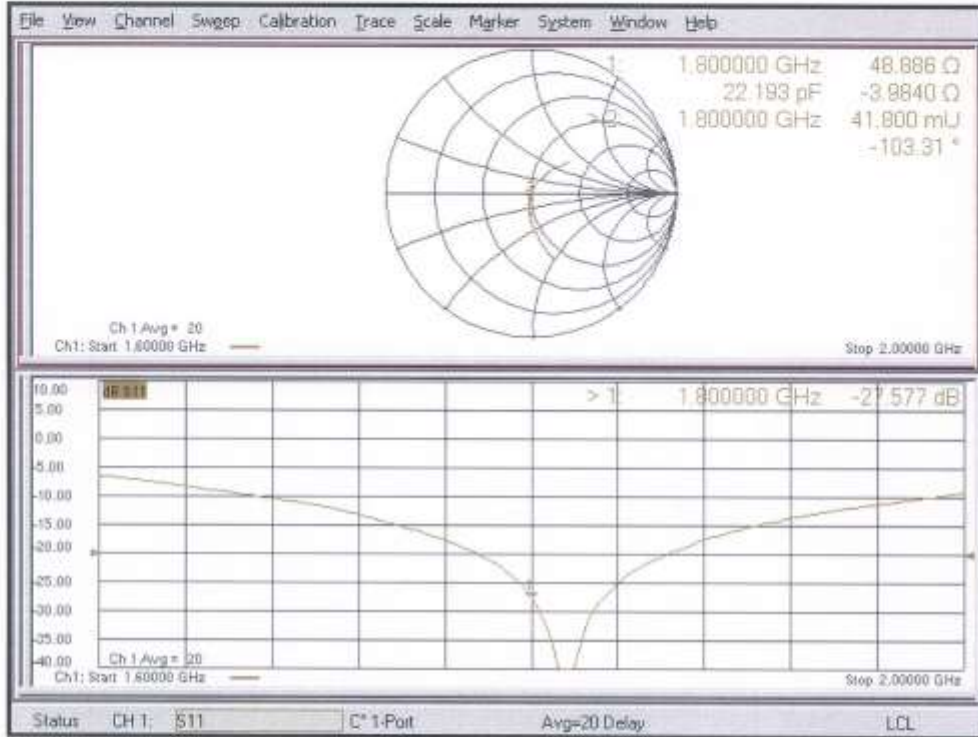 File View Channel Sweep Calibration Trace Scale Marker System Window Help
1: 1.800000 GHz 48.886 Ω
22.193 pF -3.9840 Ω
>2: 1.800000 GHz 41.800 mU
-103.31 °
Ch 1 Avg = 20
Ch1: Start 1.60000 GHz Stop 2.00000 GHz
10.00 dB S11 > 1: 1.800000 GHz -27.577 dB
5.00
0.00
-5.00
-10.00
-15.00
-20.00
-25.00
-30.00
-35.00
-40.00
Ch 1 Avg = 20
Ch1: Start 1.60000 GHz Stop 2.00000 GHz
Status CH 1: S11 C* 1-Port Avg=20 Delay LCL